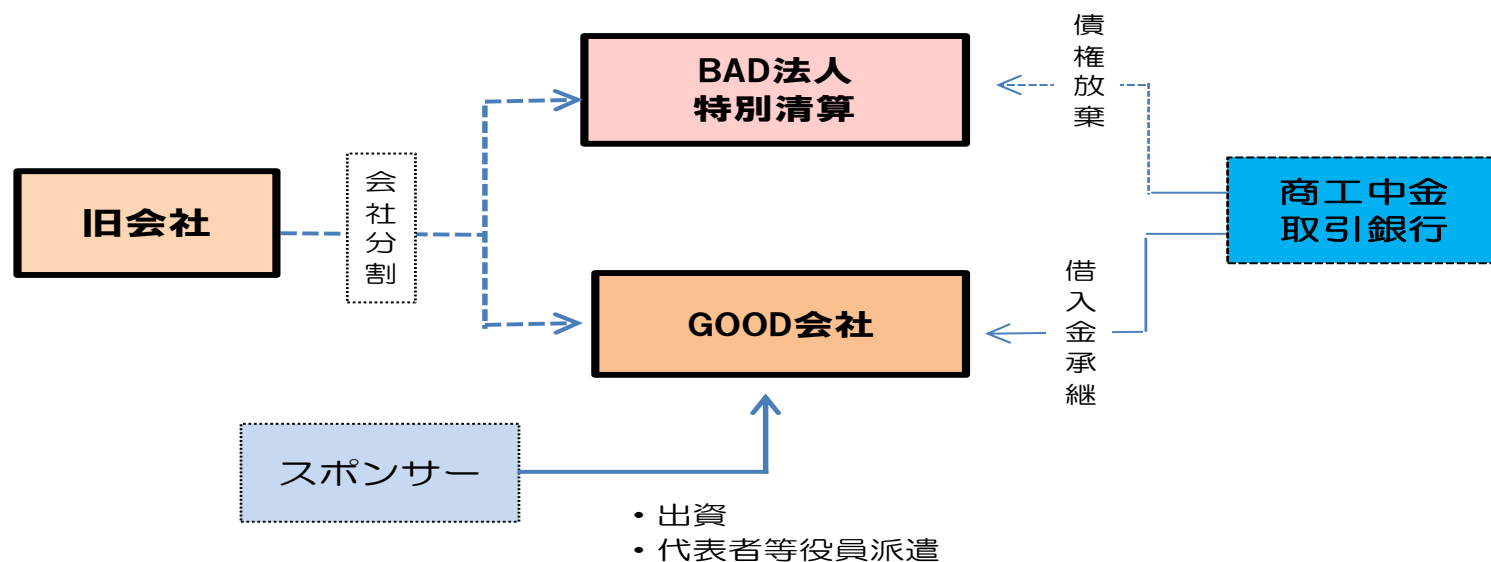 BAD法人
特別清算
債権放棄
旧会社
会社分割
商工中金
取引銀行
GOOD会社
借入金承継
スポンサー
・出資
・代表者等役員派遣